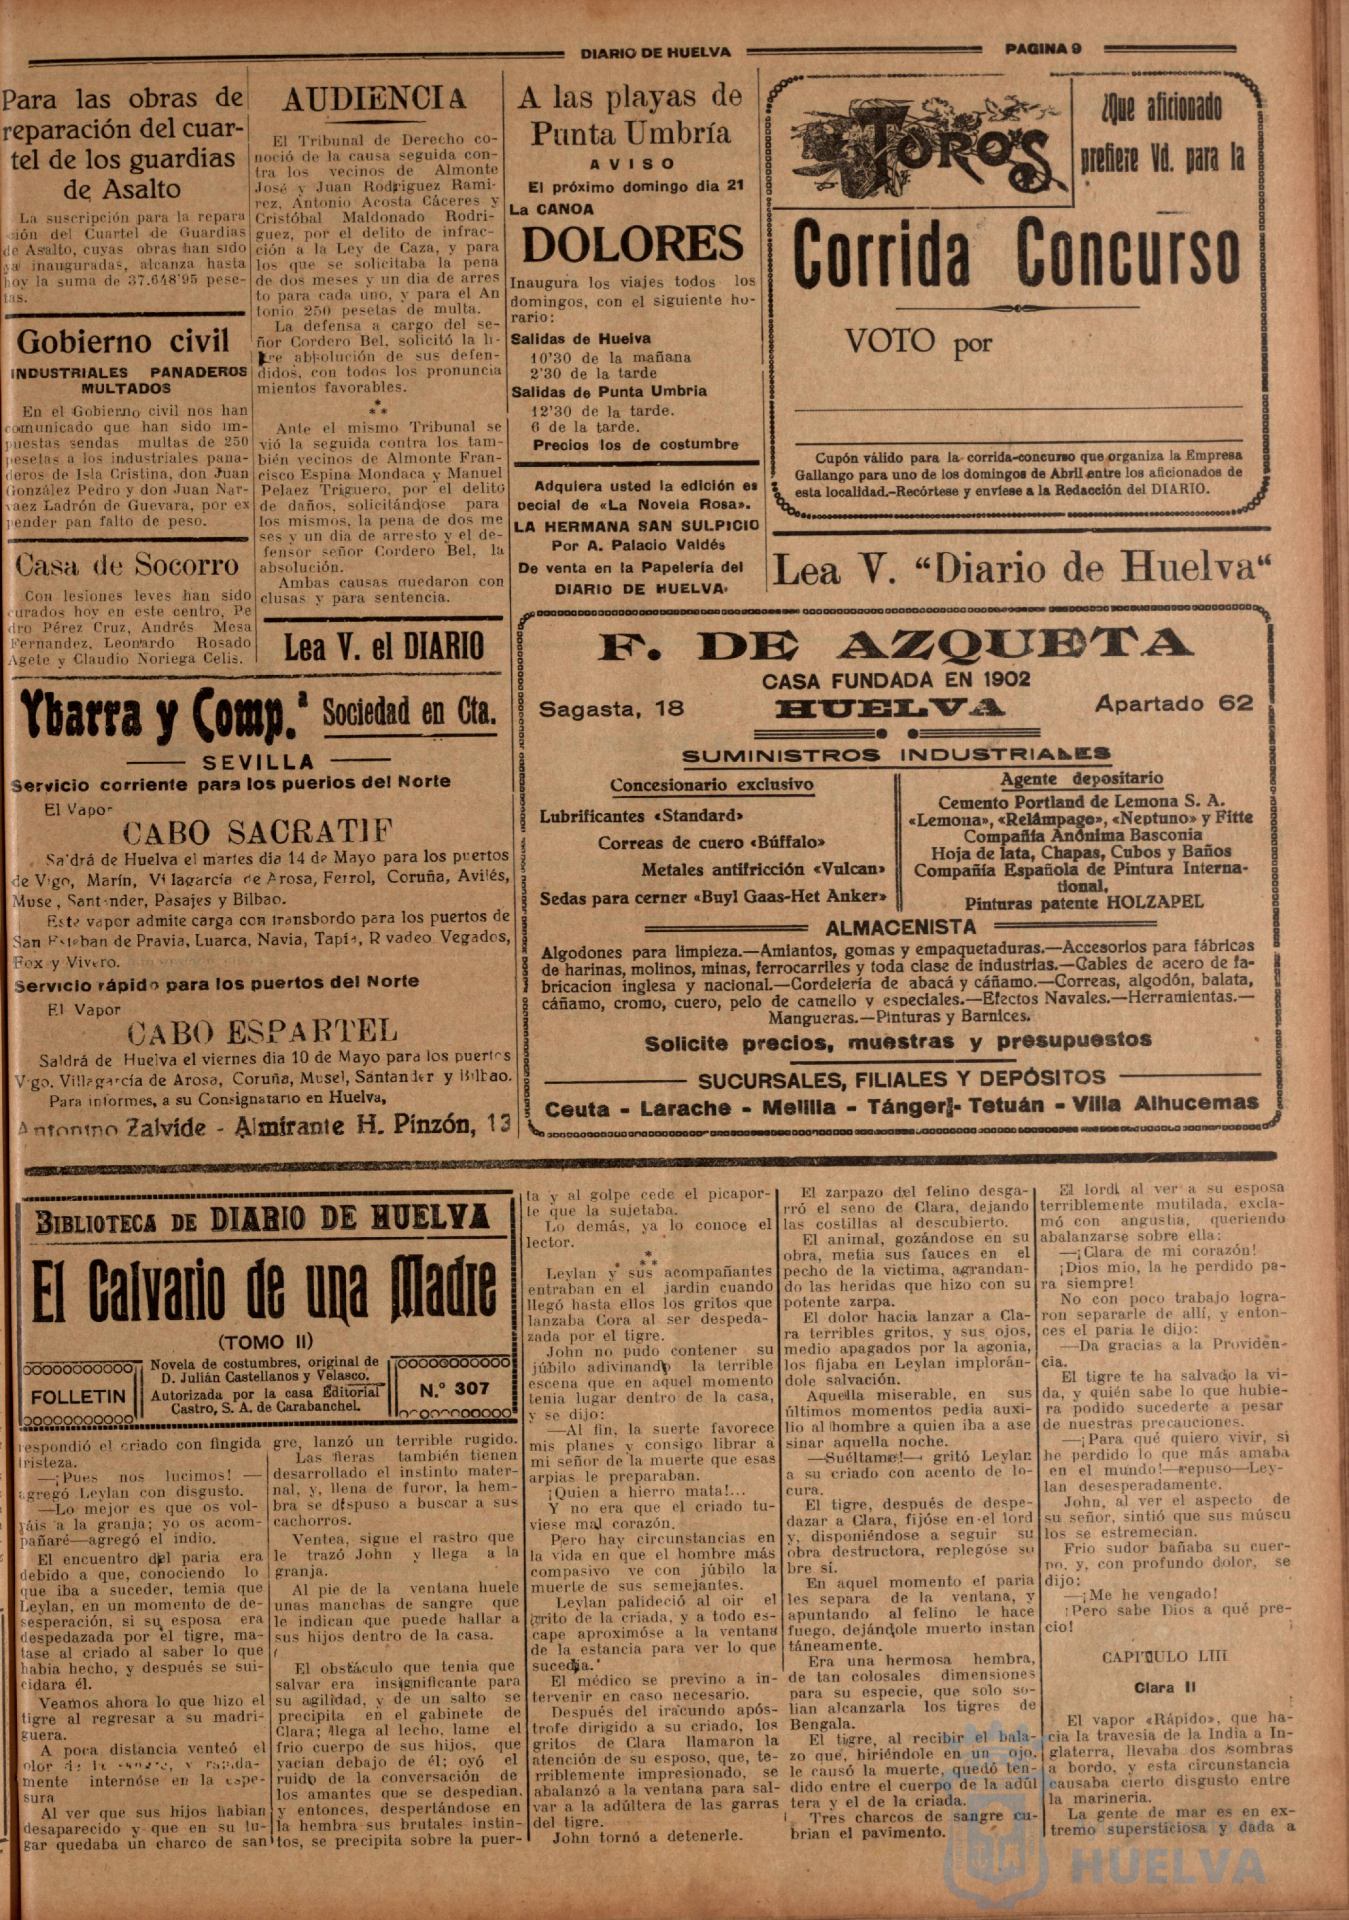 DIARIO DE HUELVA
PAGINA 9
Para las obras de
reparación del cuar-
tel de los guardias
de Asalto
La suscripción para la repara
ción del Cuartel de Guardias
de Asalto, cuyas obras han sido
ya inauguradas, alcanza hasta
hoy la suma de 37.648'95 pese-
tas.
Gobierno civil
INDUSTRIALES PANADEROS
MULTADOS
En el Gobierno civil nos han
comunicado que han sido im-
puestas sendas multas de 250
pesetas a los industriales pana-
deros de Isla Cristina, don Juan
González Pedro y don Juan Nar-
vaez Ladrón de Guevara, por ex
pender pan falto de peso.
Casa de Socorro
Con lesiones leves han sido
curados hoy en este centro, Pe
dro Pérez Cruz, Andrés Mesa
Fernandez, Leonardo Rosado
Agete y Claudio Noriega Celis.
AUDIENCIA
El Tribunal de Derecho co-
noció de la causa seguida con-
tra los vecinos de Almonte
José y Juan Rodriguez Rami-
rez, Antonio Acosta Cáceres y
Cristóbal Maldonado Rodri-
guez, por el delito de infrac-
ción a la Ley de Caza, y para
los que se solicitaba la pena
de dos meses y un dia de arres
to para cada uno, y para el An
tonio 250 pesetas de multa.
La defensa a cargo del se-
ñor Cordero Bel, solicitó la li-
bre absolución de sus defen-
didos, con todos los pronuncia
mientos favorables.
*
* *
Ante el mismo Tribunal se
vió la seguida contra los tam-
bién vecinos de Almonte Fran-
cisco Espina Mondaca y Manuel
Pelaez Triguero, por el delito
de daños, solicitándose para
los mismos, la pena de dos me
ses y un dia de arresto y el de-
fensor señor Cordero Bel, la
absolución.
Ambas causas quedaron con
clusas y para sentencia.
Lea V. el DIARIO
A las playas de
Punta Umbría
AVISO
El próximo domingo dia 21
La CANOA
DOLORES
Inaugura los viajes todos los
domingos, con el siguiente ho-
rario:
Salidas de Huelva
10'30 de la mañana
2'30 de la tarde
Salidas de Punta Umbria
12'30 de la tarde.
6 de la tarde.
Precios los de costumbre
Adquiera usted la edición es
pecial de «La Novela Rosa».
LA HERMANA SAN SULPICIO
Por A. Palacio Valdés
De venta en la Papelería del
DIARIO DE HUELVA.
TOROS
¿Que aficionado
prefiere Vd. para la
Corrida Concurso
VOTO por
Cupón válido para la corrida-concurso que organiza la Empresa
Gallango para uno de los domingos de Abril entre los aficionados de
esta localidad.-Recórtese y envíese a la Redacción del DIARIO.
Lea V. “Diario de Huelva“
Ybarra y Comp.ª Sociedad en Cta.
SEVILLA
Servicio corriente para los puertos del Norte
El Vapor
CABO SACRATIF
Saldrá de Huelva el martes dia 14 de Mayo para los puertos
de Vigo, Marín, Villagarcía de Arosa, Ferrol, Coruña, Avilés,
Musel, Santander, Pasajes y Bilbao.
Este vapor admite carga con transbordo para los puertos de
San Esteban de Pravia, Luarca, Navia, Tapia, Rivadeo Vegados,
Fox y Vivero.
Servicio rápido para los puertos del Norte
El Vapor
CABO ESPARTEL
Saldrá de Huelva el viernes dia 10 de Mayo para los puertos
Vigo, Villagarcía de Arosa, Coruña, Musel, Santander y Bilbao.
Para informes, a su Consignatario en Huelva,
Antonino Zalvide - Almirante H. Pinzón, 13
F. DE AZQUETA
CASA FUNDADA EN 1902
Sagasta, 18 HUELVA Apartado 62
SUMINISTROS INDUSTRIALES
Concesionario exclusivo
Lubrificantes «Standard»
Correas de cuero «Búffalo»
Metales antifricción «Vulcan»
Sedas para cerner «Buyl Gaas-Het Anker»
Agente depositario
Cemento Portland de Lemona S. A.
«Lemona», «Relámpago», «Neptuno» y Fitte
Compañía Anónima Basconia
Hoja de lata, Chapas, Cubos y Baños
Compañía Española de Pintura Interna-
tional,
Pinturas patente HOLZAPEL
ALMACENISTA
Algodones para limpieza.—Amiantos, gomas y empaquetaduras.—Accesorios para fábricas
de harinas, molinos, minas, ferrocarriles y toda clase de industrias.—Cables de acero de fa-
bricacion inglesa y nacional.—Cordelería de abacá y cáñamo.—Correas, algodón, balata,
cáñamo, cromo, cuero, pelo de camello y especiales.—Efectos Navales.—Herramientas.—
Mangueras.—Pinturas y Barnices.
Solicite precios, muestras y presupuestos
SUCURSALES, FILIALES Y DEPÓSITOS
Ceuta - Larache - Melilla - Tánger - Tetuán - Villa Alhucemas
BIBLIOTECA DE DIARIO DE HUELVA
El Calvario de una Madre
(TOMO II)
FOLLETIN
Novela de costumbres, original de
D. Julián Castellanos y Velasco.
Autorizada por la casa Editorial
Castro, S. A. de Carabanchel.
N.º 307
respondió el criado con fingida
tristeza.
—¡Pues nos lucimos! —
agregó Leylan con disgusto.
—Lo mejor es que os vol-
váis a la granja; yo os acom-
pañaré—agregó el indio.
El encuentro del paria era
debido a que, conociendo lo
que iba a suceder, temia que
Leylan, en un momento de de-
sesperación, si su esposa era
despedazada por el tigre, ma-
tase al criado al saber lo que
habia hecho, y después se sui-
cidara él.
Veamos ahora lo que hizo el
tigre al regresar a su madri-
guera.
A poca distancia venteó el
olor de la sangre, y rápida-
mente internóse en la espe-
sura
Al ver que sus hijos habian
desaparecido y que en su lu-
gar quedaba un charco de san
gre, lanzó un terrible rugido.
Las fieras también tienen
desarrollado el instinto mater-
nal, y, llena de furor, la hem-
bra se dispuso a buscar a sus
cachorros.
Ventea, sigue el rastro que
le trazó John y llega a la
granja.
Al pie de la ventana huele
unas manchas de sangre que
le indican que puede hallar a
sus hijos dentro de la casa.
El obstáculo que tenia que
salvar era insignificante para
su agilidad, y de un salto se
precipita en el gabinete de
Clara; llega al lecho, lame el
frio cuerpo de sus hijos, que
yacian debajo de él; oyó el
ruido de la conversación de
los amantes que se despedian,
y entonces, despertándose en
la hembra sus brutales instin-
tos, se precipita sobre la puer-
ta y al golpe cede el picapor-
te que la sujetaba.
Lo demás, ya lo conoce el
lector.
*
* *
Leylan y sus acompañantes
entraban en el jardin cuando
llegó hasta ellos los gritos que
lanzaba Cora al ser despeda-
zada por el tigre.
John no pudo contener su
júbilo adivinando la terrible
escena que en aquel momento
tenia lugar dentro de la casa,
y se dijo:
—Al fin, la suerte favorece
mis planes y consigo librar a
mi señor de la muerte que esas
arpias le preparaban.
¡Quien a hierro mata!...
Y no era que el criado tu-
viese mal corazón.
Pero hay circunstancias en
la vida en que el hombre más
compasivo ve con júbilo la
muerte de sus semejantes.
Leylan palideció al oir el
grito de la criada, y a todo es-
cape aproximóse a la ventana
de la estancia para ver lo que
sucedia.
El médico se previno a in-
tervenir en caso necesario.
Después del iracundo após-
trofe dirigido a su criado, los
gritos de Clara llamaron la
atención de su esposo, que, te-
rriblemente impresionado, se
abalanzó a la ventana para sal-
var a la adúltera de las garras
del tigre.
John tornó a detenerle.
El zarpazo del felino desga-
rró el seno de Clara, dejando
las costillas al descubierto.
El animal, gozándose en su
obra, metia sus fauces en el
pecho de la victima, agrandan-
do las heridas que hizo con su
potente zarpa.
El dolor hacia lanzar a Cla-
ra terribles gritos, y sus ojos,
medio apagados por la agonia,
los fijaba en Leylan implorán-
dole salvación.
Aquella miserable, en sus
últimos momentos pedia auxi-
lio al hombre a quien iba a ase
sinar aquella noche.
—Suéltame!— gritó Leylan
a su criado con acento de lo-
cura.
El tigre, después de despe-
dazar a Clara, fijóse en el lord
y, disponiéndose a seguir su
obra destructora, replegóse so
bre si.
En aquel momento el paria
les separa de la ventana, y
apuntando al felino le hace
fuego, dejándole muerto instan
táneamente.
Era una hermosa hembra,
de tan colosales dimensiones
para su especie, que solo so-
lian alcanzarla los tigres de
Bengala.
El tigre, al recibir el bala-
zo que, hiriéndole en un ojo,
le causó la muerte, quedó ten-
dido entre el cuerpo de la adúl
tera y el de la criada.
Tres charcos de sangre cu-
brian el pavimento.
El lord, al ver a su esposa
terriblemente mutilada, excla-
mó con angustia, queriendo
abalanzarse sobre ella:
—¡Clara de mi corazón!
¡Dios mio, la he perdido pa-
ra siempre!
No con poco trabajo logra-
ron separarle de allí, y enton-
ces el paria le dijo:
—Da gracias a la Providen-
cia.
El tigre te ha salvado la vi-
da, y quién sabe lo que hubie-
ra podido sucederte a pesar
de nuestras precauciones.
—¡Para qué quiero vivir, si
he perdido lo que más amaba
en el mundo!—repuso—Ley-
lan desesperadamente.
John, al ver el aspecto de
su señor, sintió que sus múscu
los se estremecian.
Frio sudor bañaba su cuer-
po, y, con profundo dolor, se
dijo:
—¡Me he vengado!
¡Pero sabe Dios a qué pre-
cio!
CAPITULO LIII
Clara II
El vapor «Rápido», que ha-
cia la travesia de la India a In-
glaterra, llevaba dos sombras
a bordo, y esta circunstancia
causaba cierto disgusto entre
la marineria.
La gente de mar es en ex-
tremo supersticiosa y dada a
HUELVA